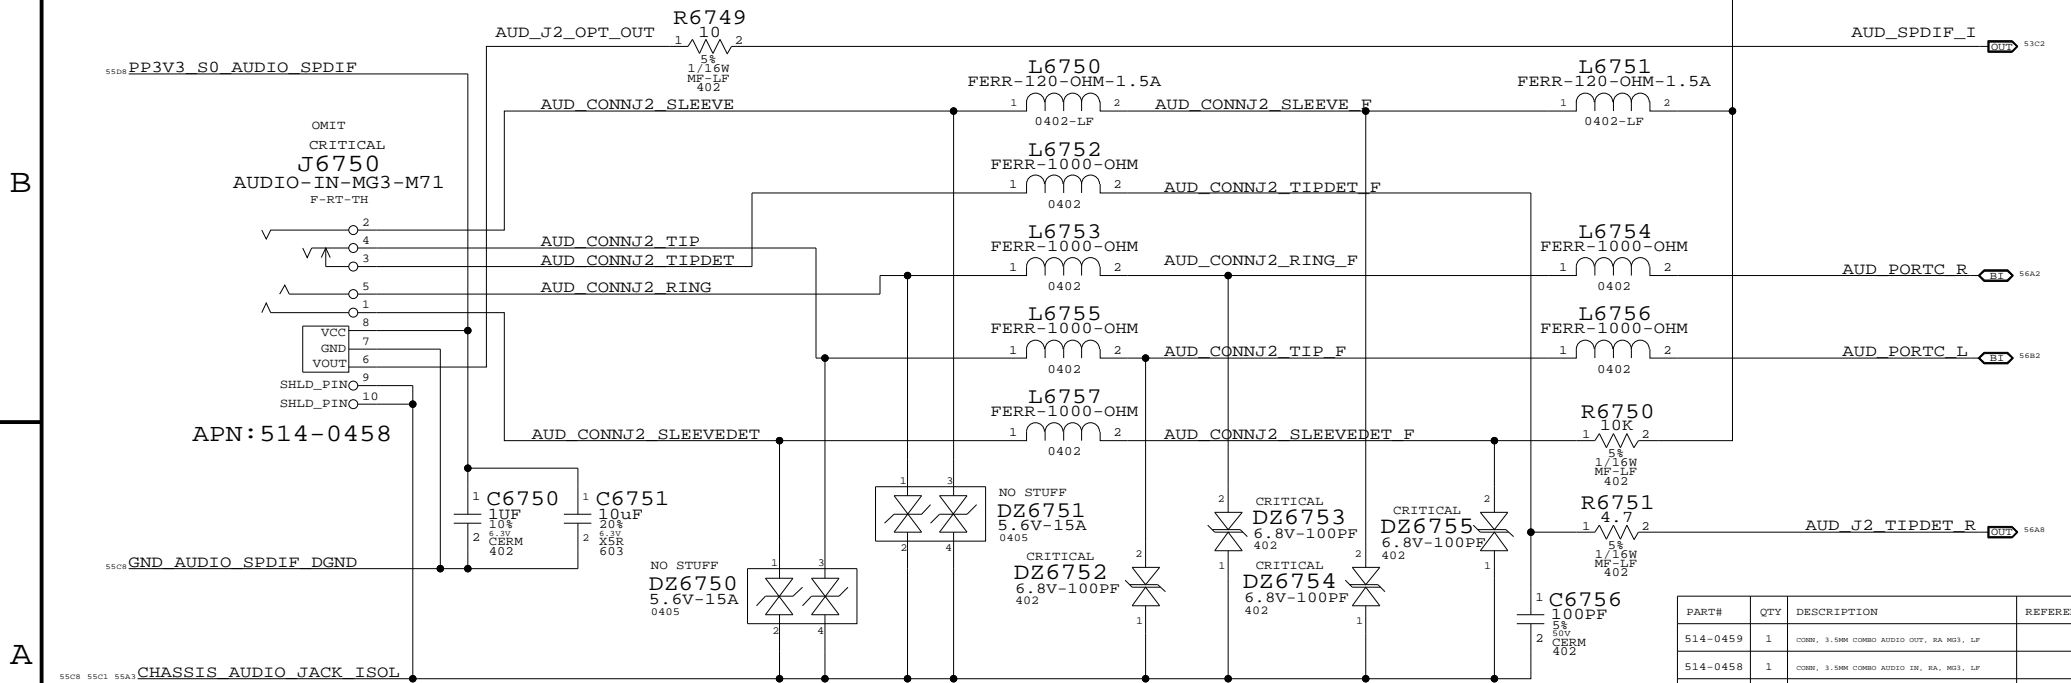 R6749
10
1 2
5%
1/16W
MF-LF
402
AUD_J2_OPT_OUT
AUD_SPDIF_I
OUT 53C2
55D8 PP3V3_S0_AUDIO_SPDIF
L6750
FERR-120-OHM-1.5A
1 2
0402-LF
L6751
FERR-120-OHM-1.5A
1 2
0402-LF
AUD_CONNJ2_SLEEVE
AUD_CONNJ2_SLEEVE_F
OMIT
CRITICAL
J6750
AUDIO-IN-MG3-M71
F-RT-TH
B
L6752
FERR-1000-OHM
1 2
0402
AUD_CONNJ2_TIPDET_F
2
4
3
5
1
8
7
6
9
10
VCC
GND
VOUT
SHLD_PIN
SHLD_PIN
APN:514-0458
AUD_CONNJ2_TIP
AUD_CONNJ2_TIPDET
AUD_CONNJ2_RING
L6753
FERR-1000-OHM
1 2
0402
AUD_CONNJ2_RING_F
L6754
FERR-1000-OHM
1 2
0402
AUD_PORTC_R
BI 56A2
L6755
FERR-1000-OHM
1 2
0402
AUD_CONNJ2_TIP_F
L6756
FERR-1000-OHM
1 2
0402
AUD_PORTC_L
BI 56B2
AUD_CONNJ2_SLEEVEDET
L6757
FERR-1000-OHM
1 2
0402
AUD_CONNJ2_SLEEVEDET_F
R6750
10K
1 2
5%
1/16W
MF-LF
402
1
C6750
1UF
10%
6.3V
2
CERM
402
1
C6751
10uF
20%
6.3V
2
X5R
603
1 3
2 4
NO STUFF
DZ6751
5.6V-15A
0405
1 3
2 4
NO STUFF
DZ6750
5.6V-15A
0405
2
1
CRITICAL
DZ6752
6.8V-100PF
402
2
1
CRITICAL
DZ6753
6.8V-100PF
402
2
1
CRITICAL
DZ6754
6.8V-100PF
402
2
1
CRITICAL
DZ6755
6.8V-100PF
402
R6751
4.7
1 2
5%
1/16W
MF-LF
402
AUD_J2_TIPDET_R
OUT 56A8
55C8 GND_AUDIO_SPDIF_DGND
1
C6756
100PF
5%
50V
2
CERM
402
A
55C8 55C1 55A3 CHASSIS_AUDIO_JACK_ISOL
PART# QTY DESCRIPTION REFERE
514-0459 1 CONN, 3.5MM COMBO AUDIO OUT, RA MG3, LF
514-0458 1 CONN, 3.5MM COMBO AUDIO IN, RA, MG3, LF